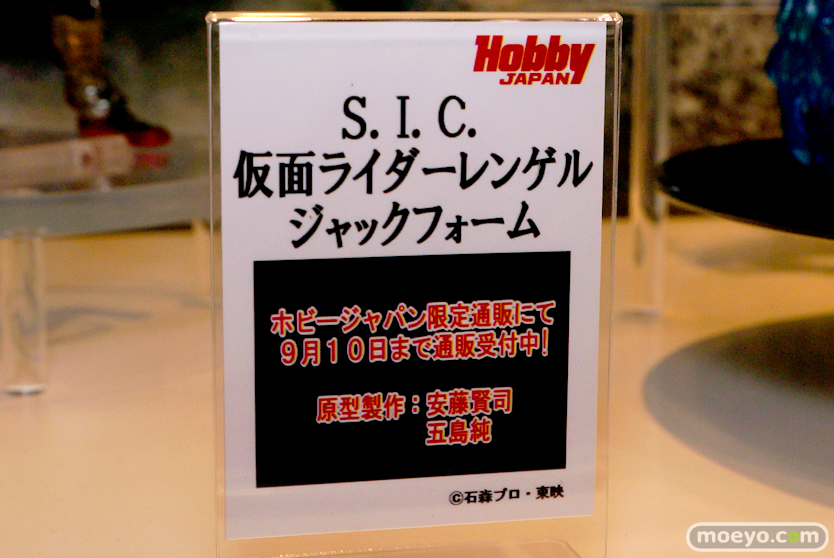 Hobby
JAPAN
S.I.C.
仮面ライダーレンゲル
ジャックフォーム
ホビージャパン限定通販にて
9月10日まで通販受付中!
原型製作：安藤賢司
五島純
©石森プロ・東映
moeyo.com